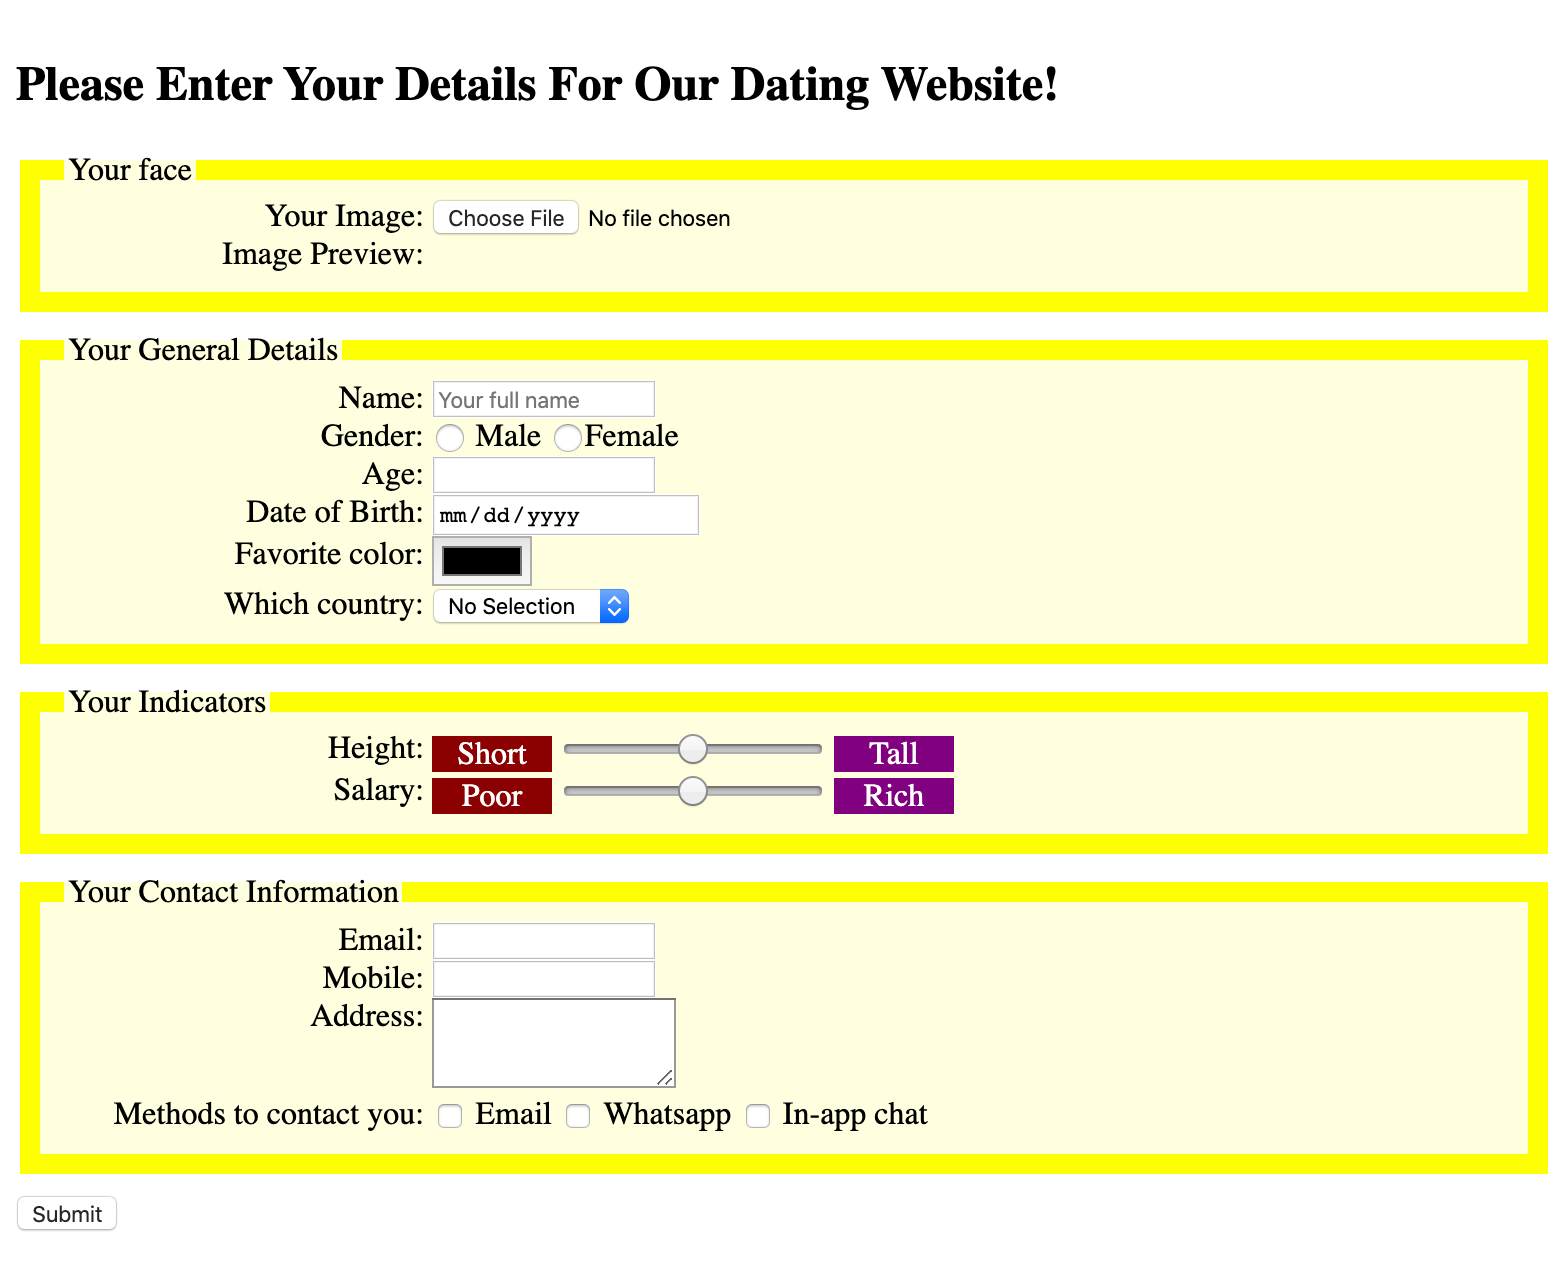 Please Enter Your Details For Our Dating Website!
Your face
Your Image: Choose File No file chosen
Image Preview:
Your General Details
Name: Your full name
Gender: Male Female
Age:
Date of Birth: mm/dd/yyyy
Favorite color:
Which country: No Selection
Your Indicators
Height: Short Tall
Salary: Poor Rich
Your Contact Information
Email:
Mobile:
Address:
Methods to contact you: Email Whatsapp In-app chat
Submit